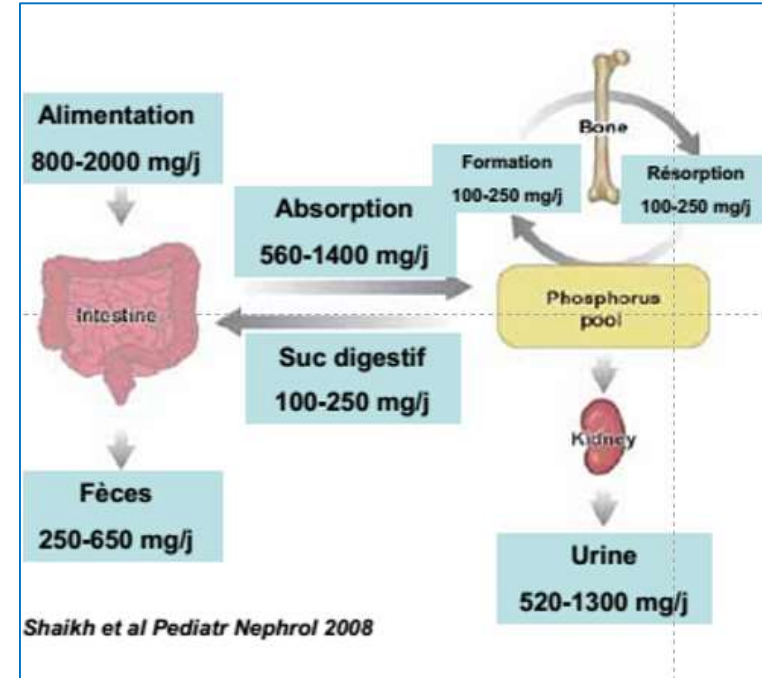 Alimentation
800-2000 mg/j
Bone
Formation
100-250 mg/j
Résorption
100-250 mg/j
Absorption
560-1400 mg/j
Intestine
Phosphorus
pool
Suc digestif
100-250 mg/j
Kidney
Fèces
250-650 mg/j
Urine
520-1300 mg/j
Shaikh et al Pediatr Nephrol 2008